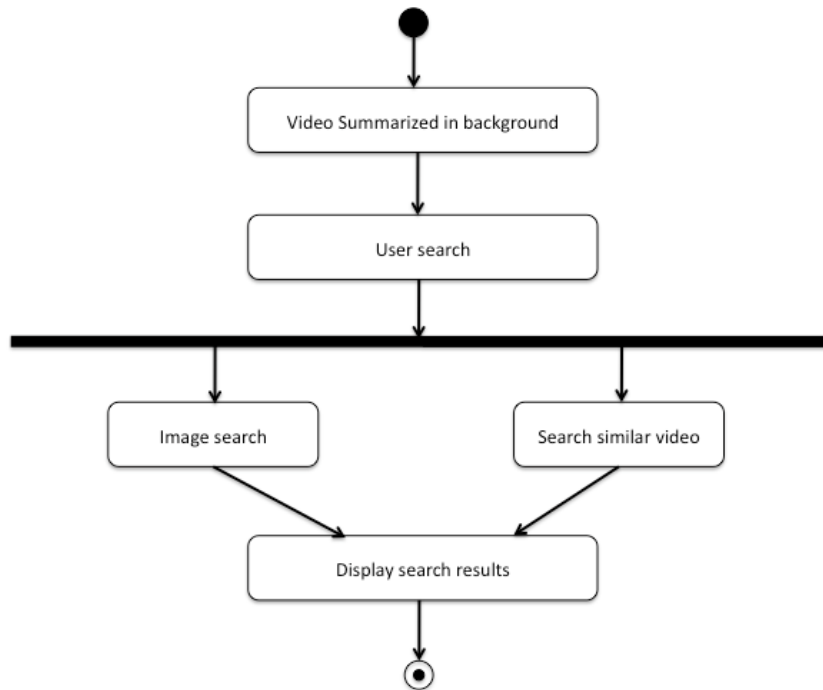 Video Summarized in background
User search
Image search
Search similar video
Display search results